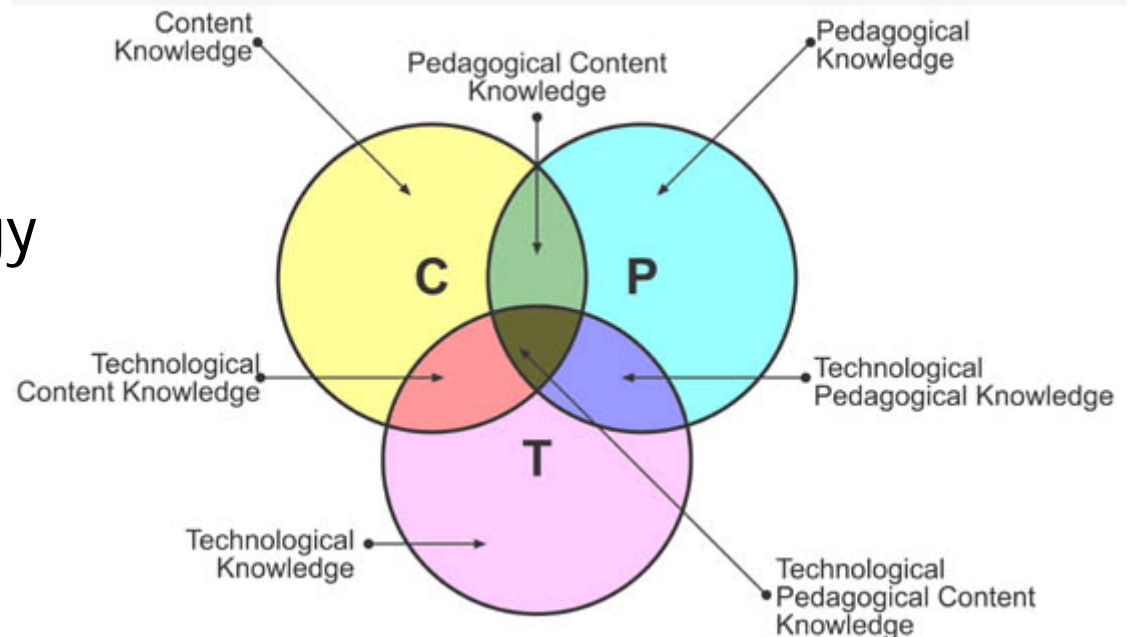 Content
Knowledge
Pedagogical Content
Knowledge
Pedagogical
Knowledge
gy
C
P
Technological
Content Knowledge
Technological
Pedagogical Knowledge
T
Technological
Knowledge
Technological
Pedagogical Content
Knowledge